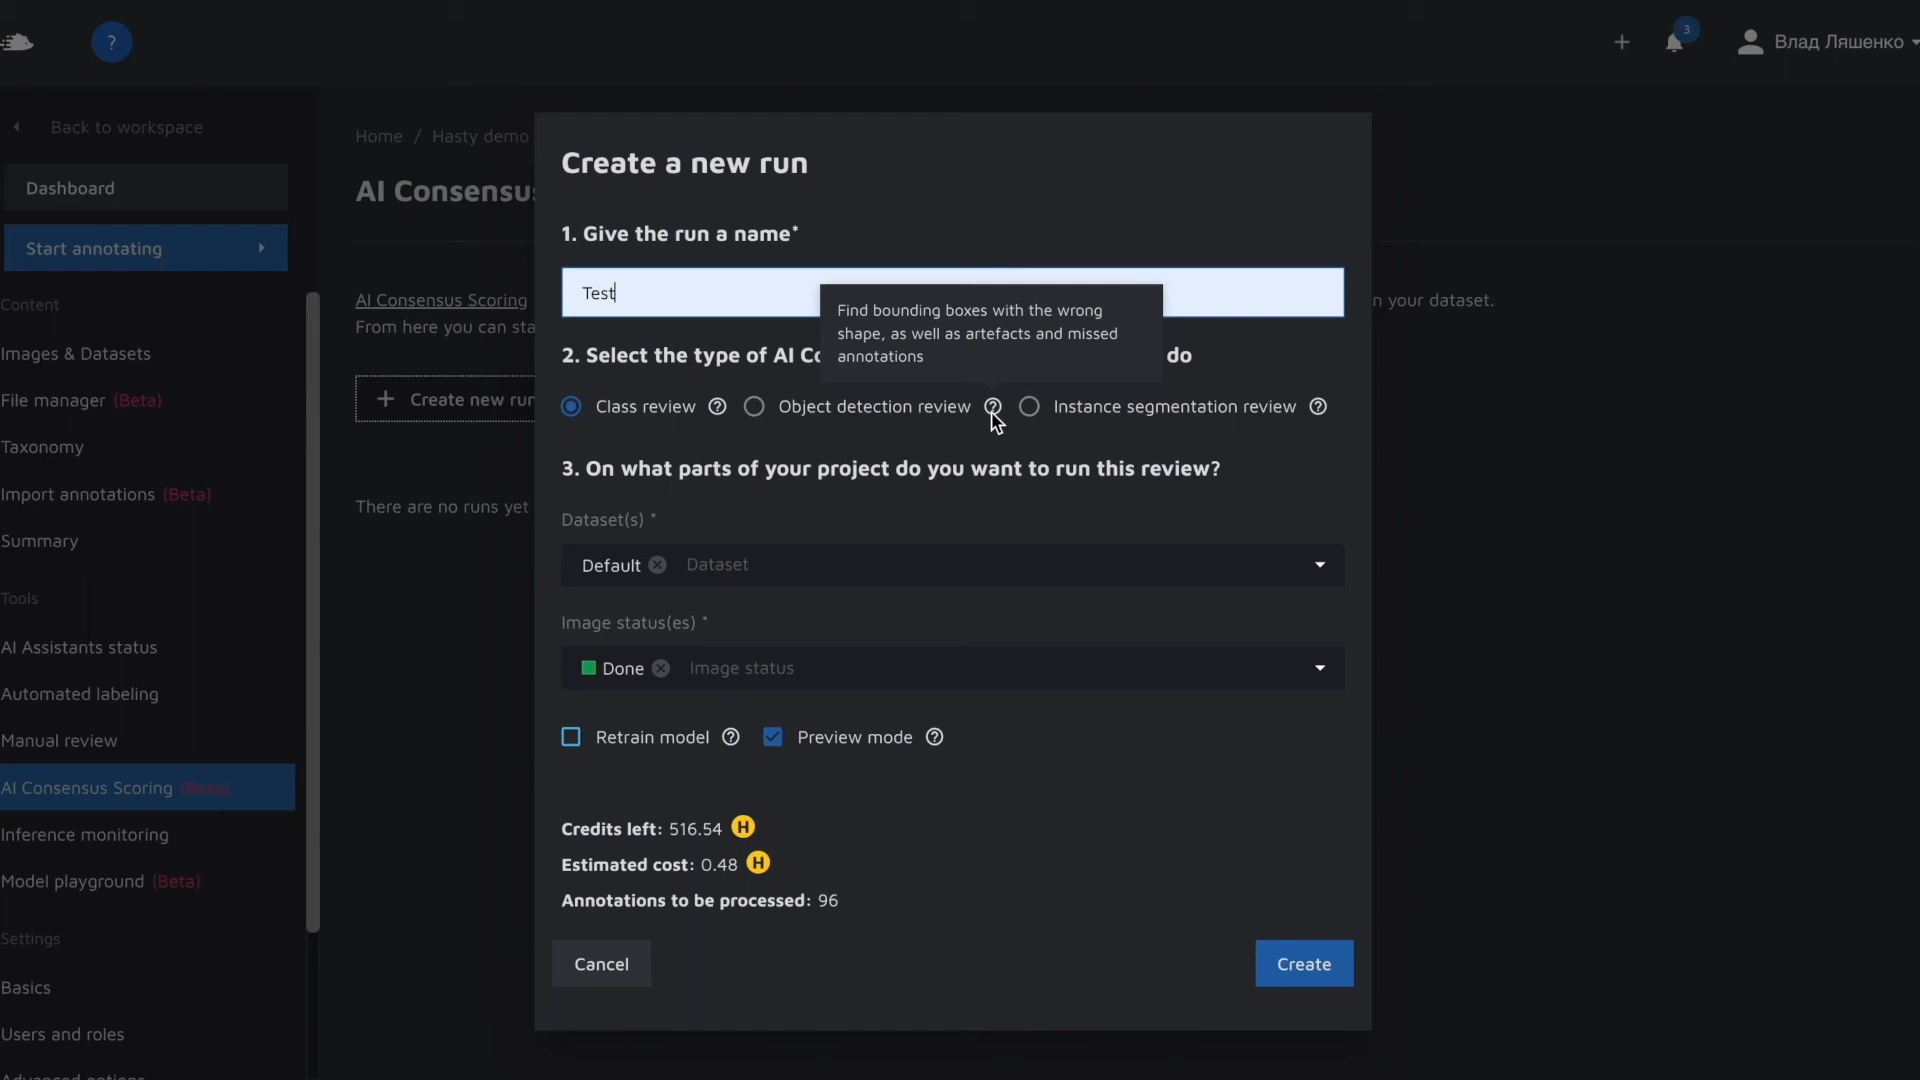 ?
3
Влад Ляшенко
Back to workspace
Dashboard
Start annotating
Content
Images & Datasets
File manager (Beta)
Taxonomy
Import annotations (Beta)
Summary
Tools
AI Assistants status
Automated labeling
Manual review
AI Consensus Scoring (Beta)
Inference monitoring
Model playground (Beta)
Settings
Basics
Users and roles
Advanced options
Home / Hasty demo
AI Consensus
AI Consensus Scoring
n your dataset.
From here you can sta
+ Create new run
There are no runs yet
Create a new run
1. Give the run a name*
Test
Find bounding boxes with the wrong
shape, as well as artefacts and missed
annotations
2. Select the type of AI Co
do
Class review ? Object detection review ? Instance segmentation review ?
3. On what parts of your project do you want to run this review?
Dataset(s) *
Default Dataset
Image status(es) *
Done Image status
Retrain model ? Preview mode ?
Credits left: 516.54 H
Estimated cost: 0.48 H
Annotations to be processed: 96
Cancel
Create